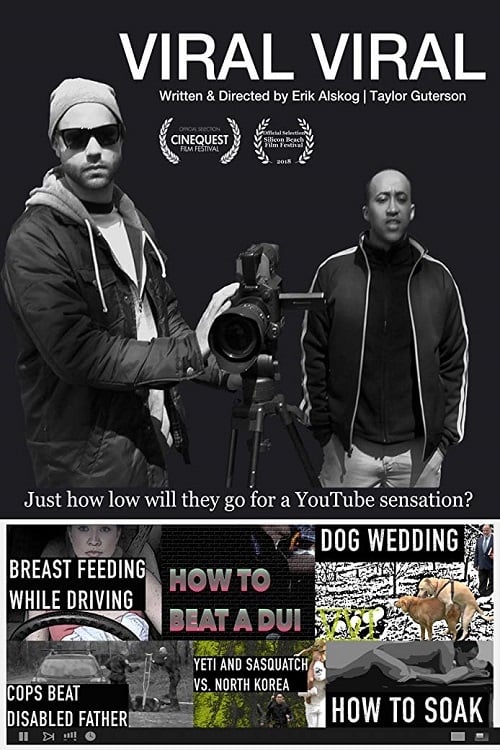 VIRAL VIRAL
Written & Directed by Erik Alskog | Taylor Guterson
OFFICIAL SELECTION
CINEQUEST
FILM FESTIVAL
Official Selection
Silicon Beach
Film Festival
2018
Just how low will they go for a YouTube sensation?
BREAST FEEDING
WHILE DRIVING
HOW TO
BEAT A DUI
DOG WEDDING
COPS BEAT
DISABLED FATHER
YETI AND SASQUATCH
VS. NORTH KOREA
HOW TO SOAK